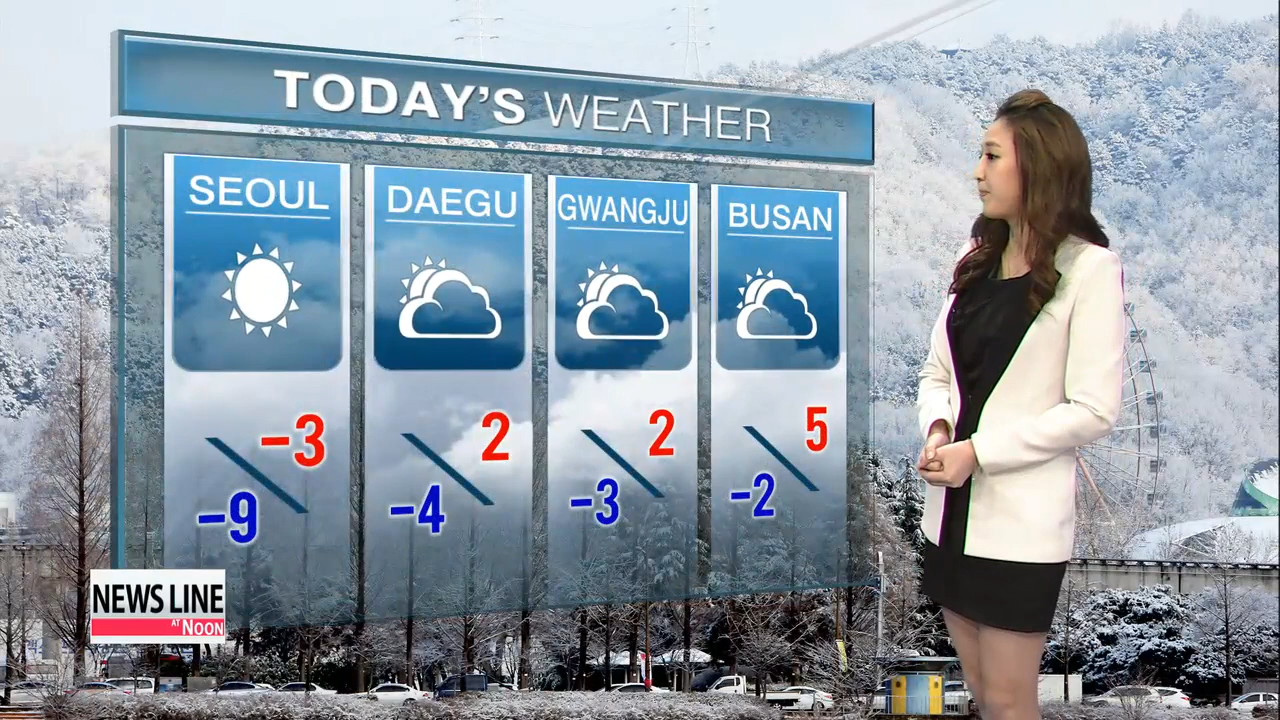 TODAY'S WEATHER
SEOUL
-3
-9
DAEGU
2
-4
GWANGJU
2
-3
BUSAN
5
-2
NEWS LINE
AT NOON